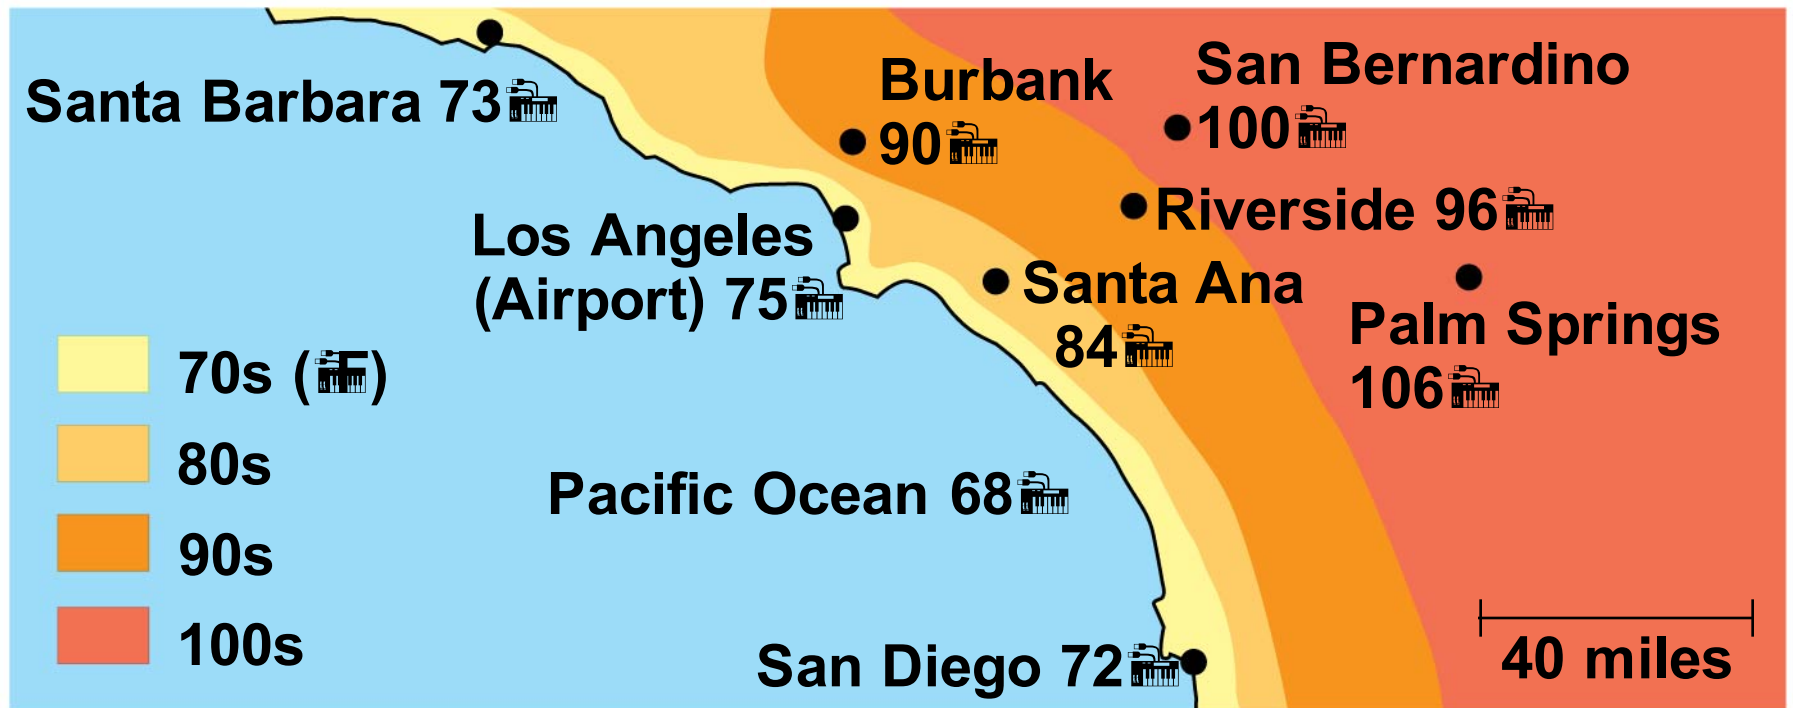 Santa Barbara 73🎘
Burbank
90🎘
San Bernardino
100🎘
Los Angeles
(Airport) 75🎘
Riverside 96🎘
Santa Ana
84🎘
Palm Springs
106🎘
70s (🎘F)
80s
90s
100s
Pacific Ocean 68🎘
San Diego 72🎘
40 miles